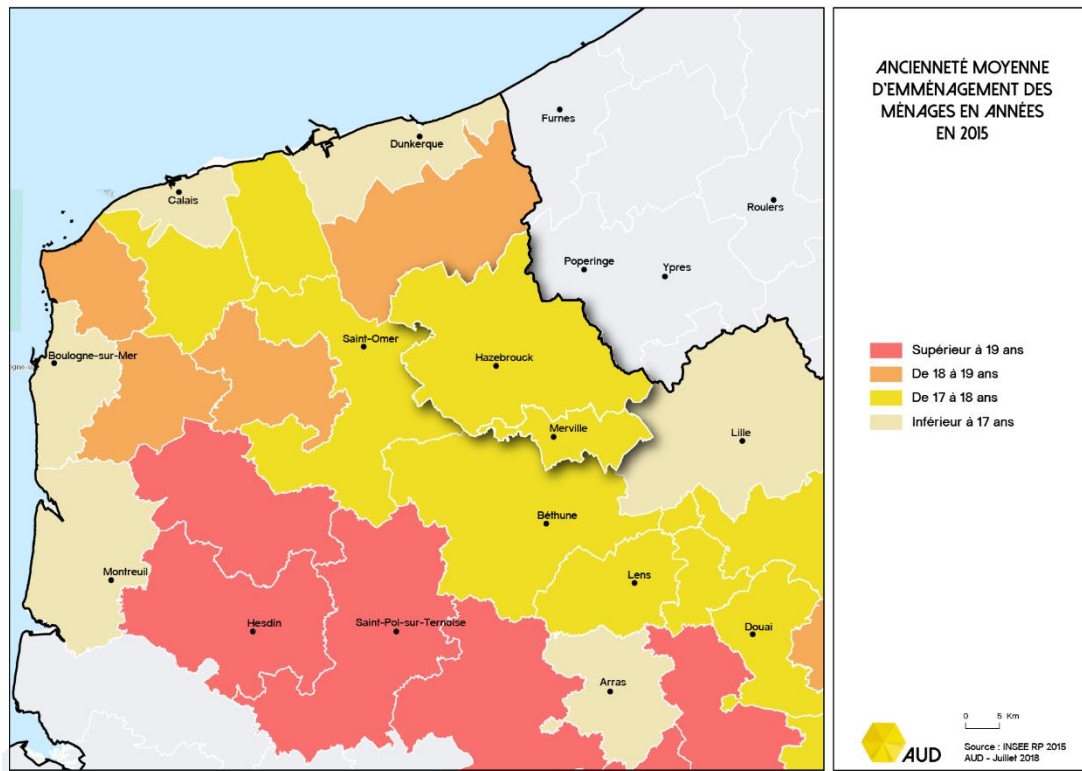 ANCIENNETÉ MOYENNE
D'EMMÉNAGEMENT DES
MÉNAGES EN ANNÉES
EN 2015
Furnes
Dunkerque
Calais
Roulers
Poperinge
Ypres
Saint-Omer
Boulogne-sur-Mer
Hazebrouck
Merville
Lille
Béthune
Montreuil
Lens
Hesdin
Saint-Pol-sur-Ternoise
Douai
Arras
Supérieur à 19 ans
De 18 à 19 ans
De 17 à 18 ans
Inférieur à 17 ans
0 5 Km
AUD
Source : INSEE RP 2015
AUD - Juillet 2018